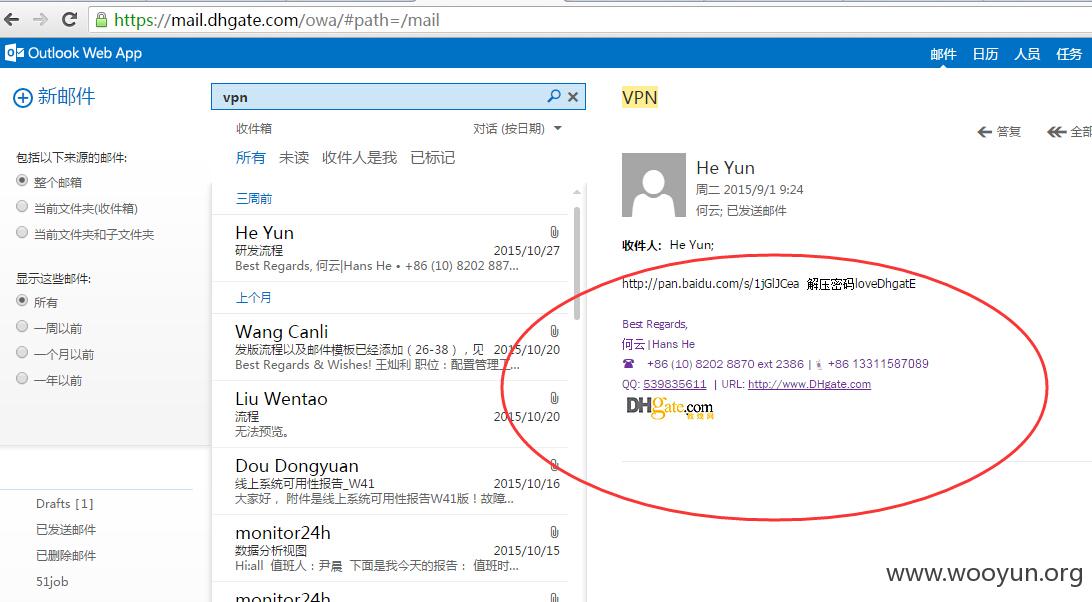 https://mail.dhgate.com/owa/#path=/mail
Outlook Web App
邮件 日历 人员 任务
新邮件
包括以下来源的邮件:
整个邮箱
当前文件夹(收件箱)
当前文件夹和子文件夹
显示这些邮件:
所有
一周以前
一个月以前
一年以前
Drafts [1]
已发送邮件
已删除邮件
51job
vpn
收件箱 对话 (按日期)
所有 未读 收件人是我 已标记
三周前
He Yun
研发流程 2015/10/27
Best Regards, 何云|Hans He • +86 (10) 8202 887...
上个月
Wang Canli
发版流程以及邮件模板已经添加（26-38），见 2015/10/20
Best Regards & Wishes! 王灿利 职位：配置管理工...
Liu Wentao
流程 2015/10/20
无法预览。
Dou Dongyuan
线上系统可用性报告_W41 2015/10/16
大家好， 附件是线上系统可用性报告W41版！故障...
monitor24h
数据分析视图 2015/10/15
Hi:all 值班人：尹晨 下面是我今天的报告： 值班时...
monitor24h
VPN
答复 全部
He Yun
周二 2015/9/1 9:24
何云; 已发送邮件
收件人: He Yun;
http://pan.baidu.com/s/1jGlJCea 解压密码loveDhgatE
Best Regards,
何云|Hans He
+86 (10) 8202 8870 ext 2386 | +86 13311587089
QQ: 539835611 | URL: http://www.DHgate.com
DHgate.com
敦煌网
www.wooyun.org